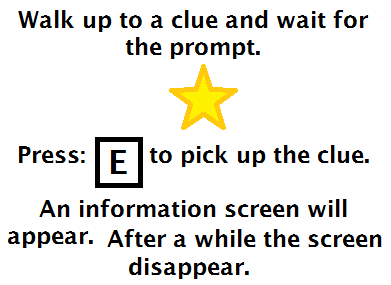 Walk up to a clue and wait for
the prompt.
Press: E to pick up the clue.
An information screen will
appear. After a while the screen
disappear.